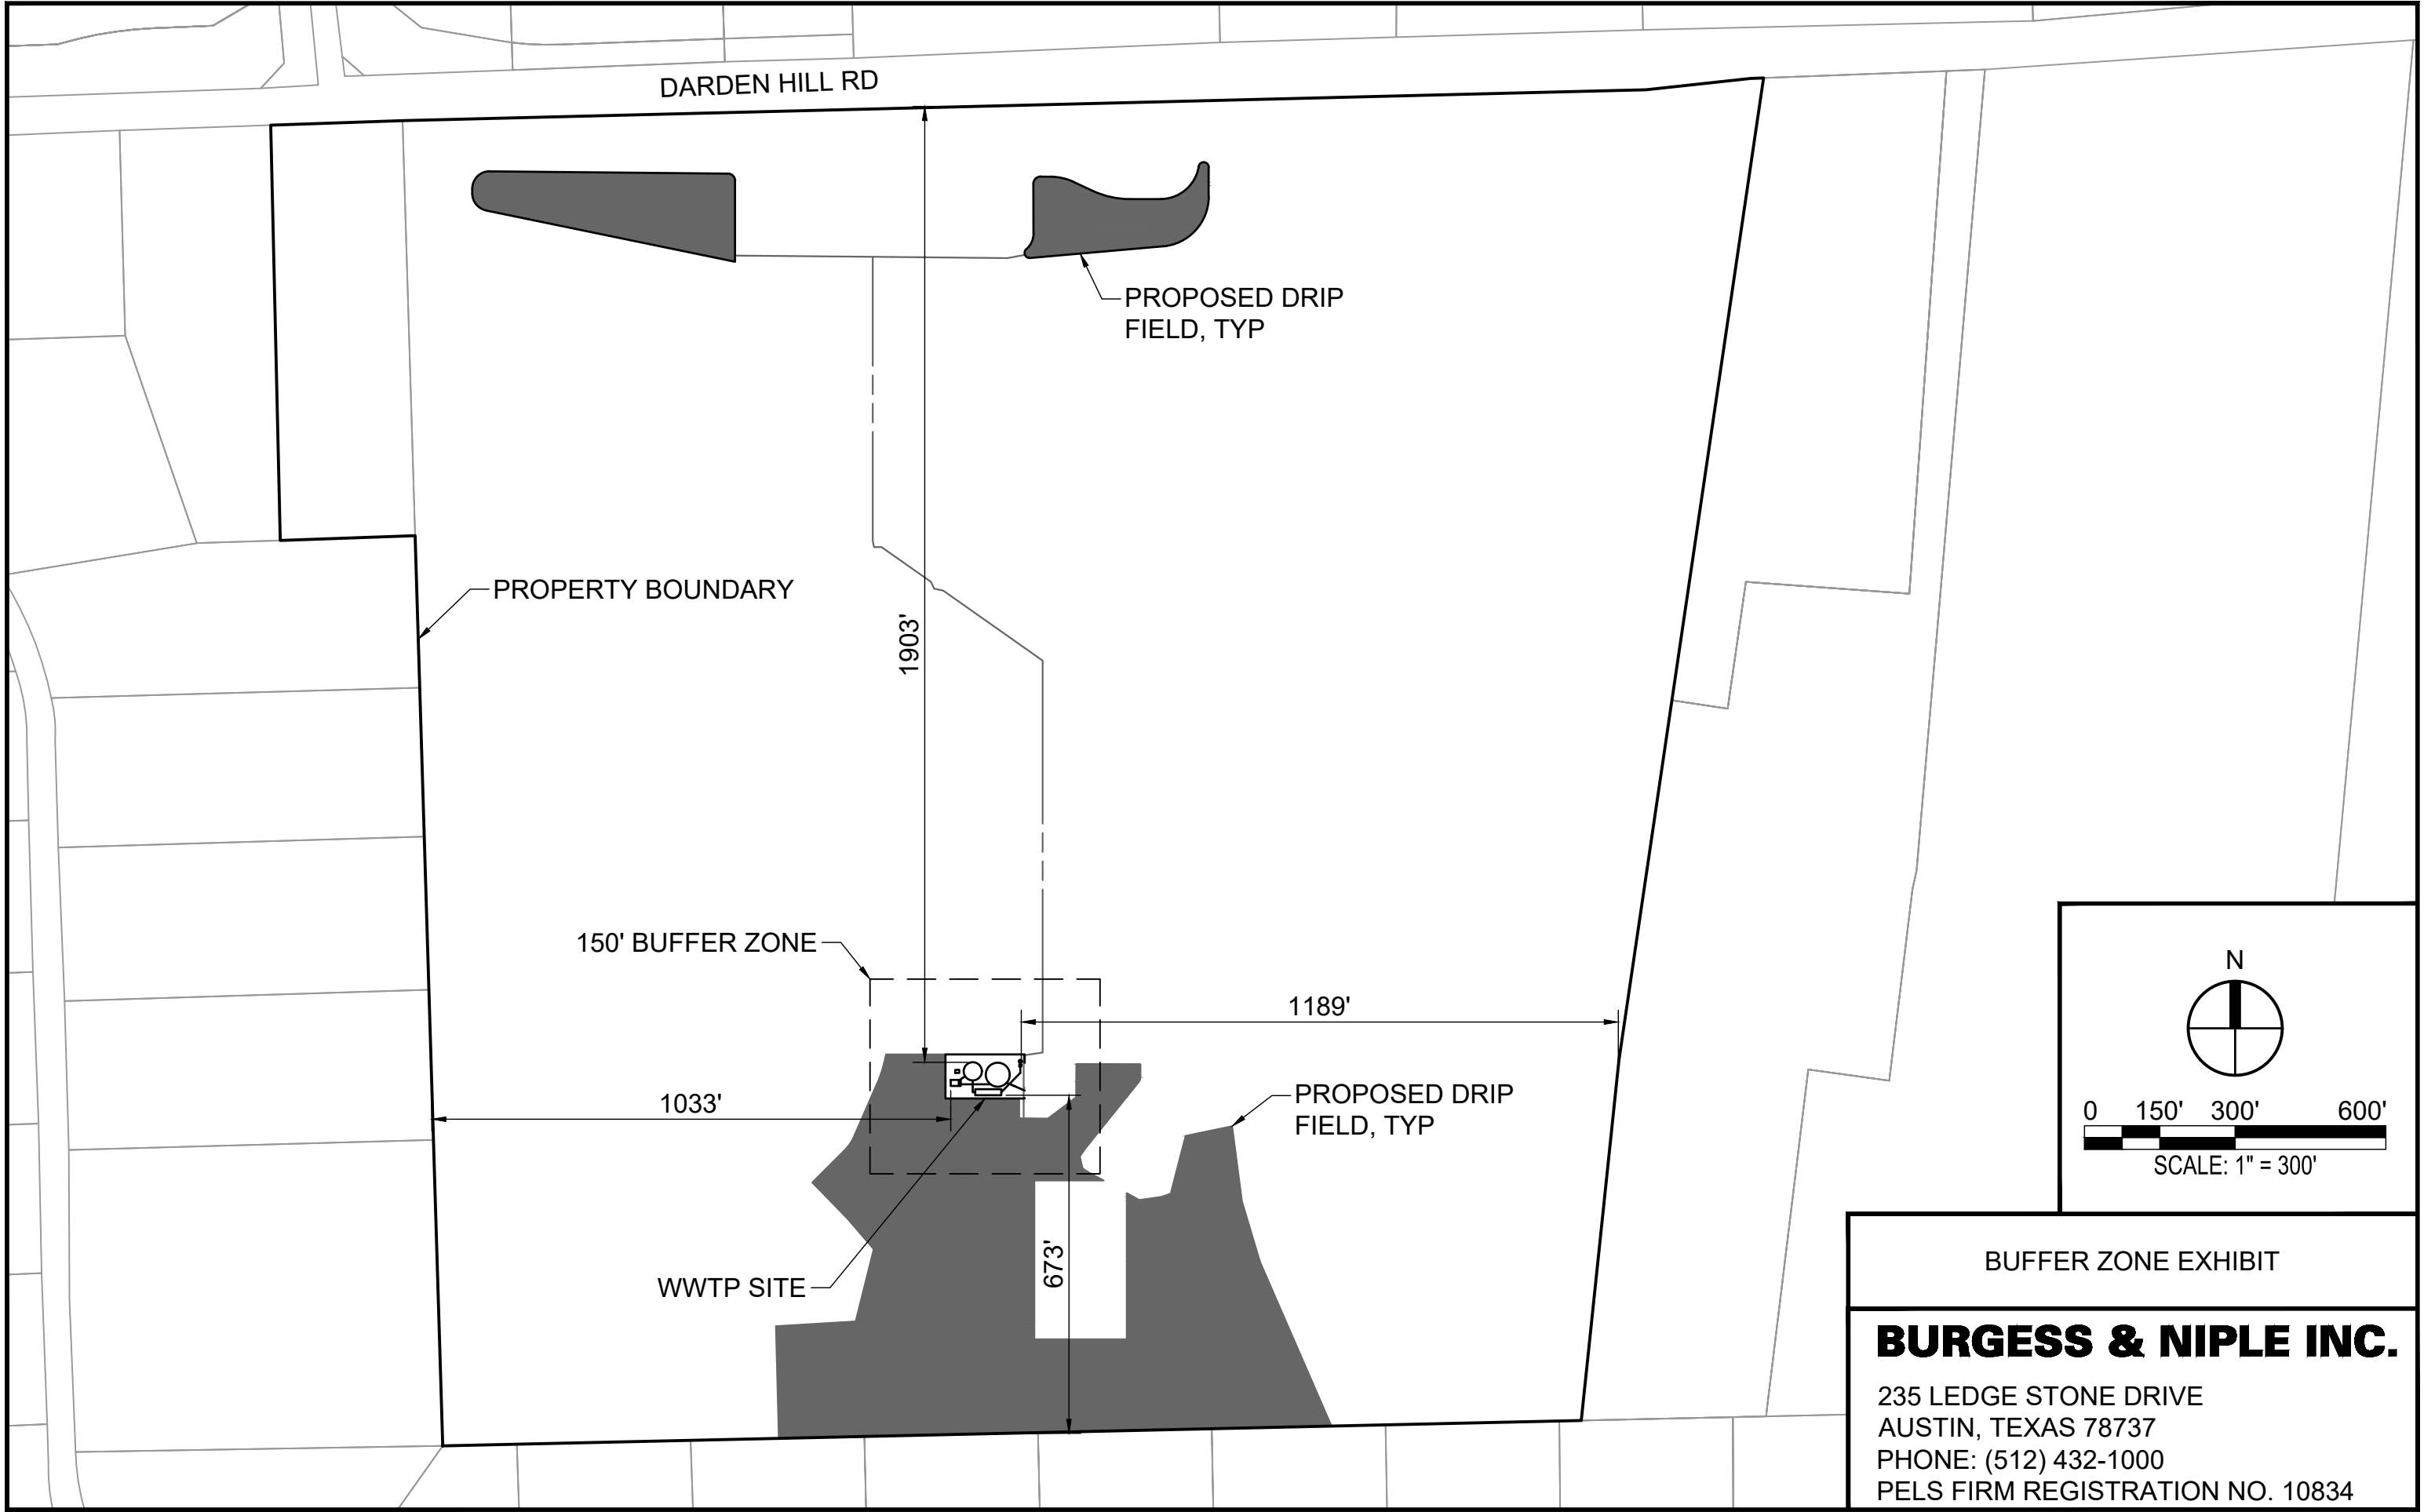 DARDEN HILL RD
PROPOSED DRIP
FIELD, TYP
PROPERTY BOUNDARY
1903'
150' BUFFER ZONE
1189'
1033'
PROPOSED DRIP
FIELD, TYP
673'
WWTP SITE
N
0 150' 300' 600'
SCALE: 1" = 300'
BUFFER ZONE EXHIBIT
BURGESS & NIPLE INC.
235 LEDGE STONE DRIVE
AUSTIN, TEXAS 78737
PHONE: (512) 432-1000
PELS FIRM REGISTRATION NO. 10834